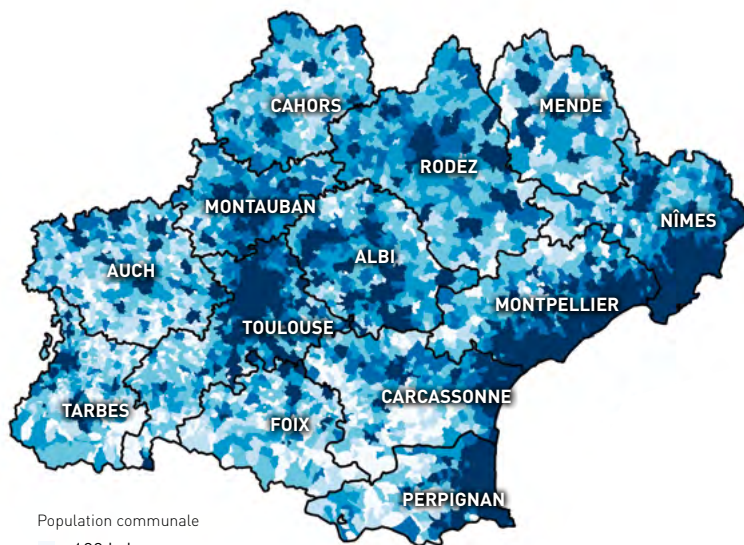 CAHORS
MENDE
RODEZ
MONTAUBAN
NÎMES
ALBI
AUCH
MONTPELLIER
TOULOUSE
CARCASSONNE
TARBES
FOIX
PERPIGNAN
Population communale